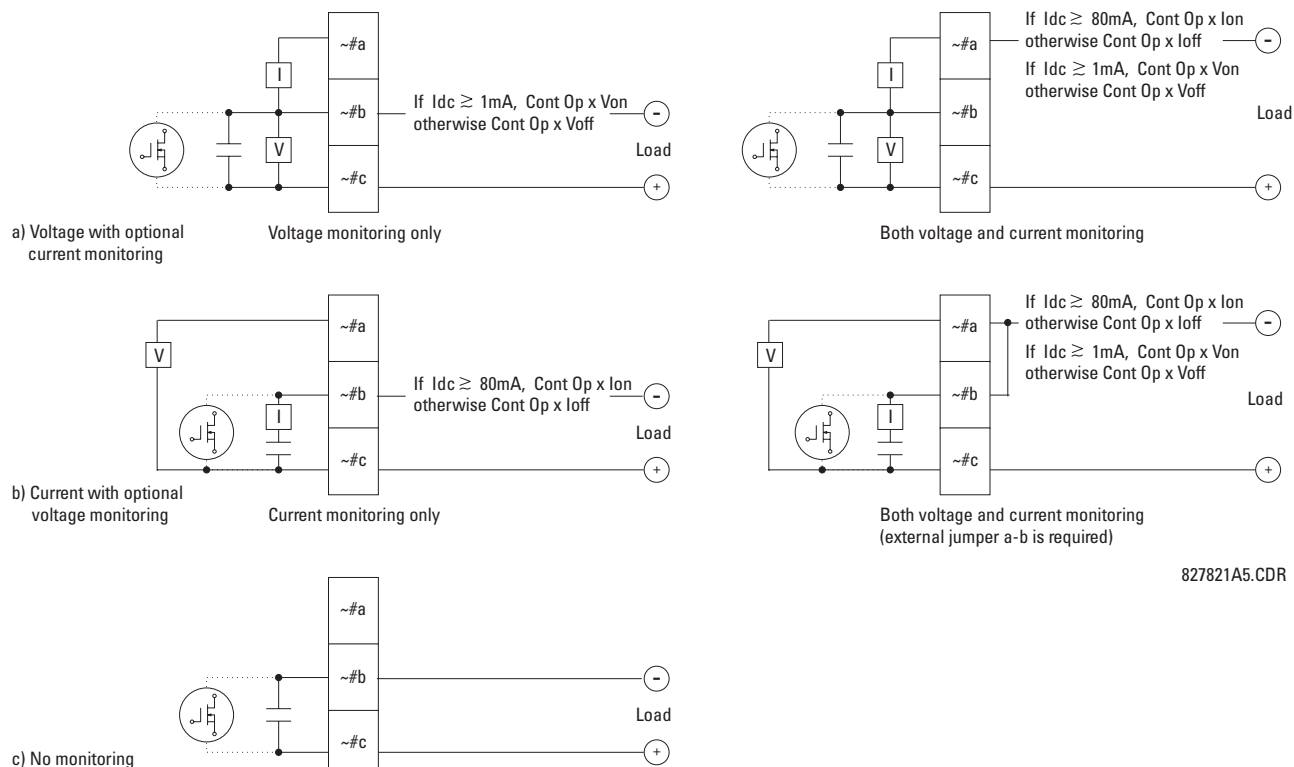 ~#a
I
~#b
If Idc ≳ 1mA, Cont Op x Von
otherwise Cont Op x Voff
-
V
Load
~#c
+
a) Voltage with optional
current monitoring
Voltage monitoring only
If Idc ≳ 80mA, Cont Op x Ion
~#a
otherwise Cont Op x Ioff
-
I
If Idc ≳ 1mA, Cont Op x Von
otherwise Cont Op x Voff
~#b
Load
V
~#c
+
Both voltage and current monitoring
~#a
V
~#b
If Idc ≳ 80mA, Cont Op x Ion
otherwise Cont Op x Ioff
-
I
Load
~#c
+
b) Current with optional
voltage monitoring
Current monitoring only
If Idc ≳ 80mA, Cont Op x Ion
~#a
otherwise Cont Op x Ioff
-
V
If Idc ≳ 1mA, Cont Op x Von
otherwise Cont Op x Voff
~#b
Load
I
~#c
+
Both voltage and current monitoring
(external jumper a-b is required)
827821A5.CDR
~#a
~#b
-
Load
~#c
+
c) No monitoring